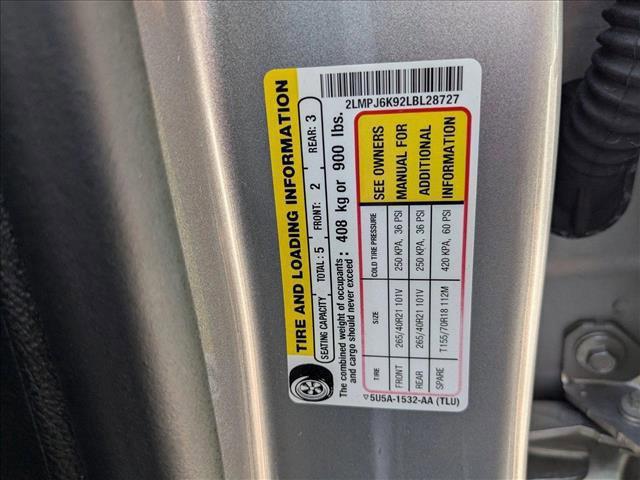 2LMPJ6K92LBL28727
TIRE AND LOADING INFORMATION
SEATING CAPACITY TOTAL: 5 FRONT: 2 REAR: 3
The combined weight of occupants
and cargo should never exceed : 408 kg or 900 lbs.
TIRE SIZE COLD TIRE PRESSURE
FRONT 265/40R21 101V 250 KPA, 36 PSI
REAR 265/40R21 101V 250 KPA, 36 PSI
SPARE T155/70R18 112M 420 KPA, 60 PSI
SEE OWNERS
MANUAL FOR
ADDITIONAL
INFORMATION
5U5A-1532-AA (TLU)